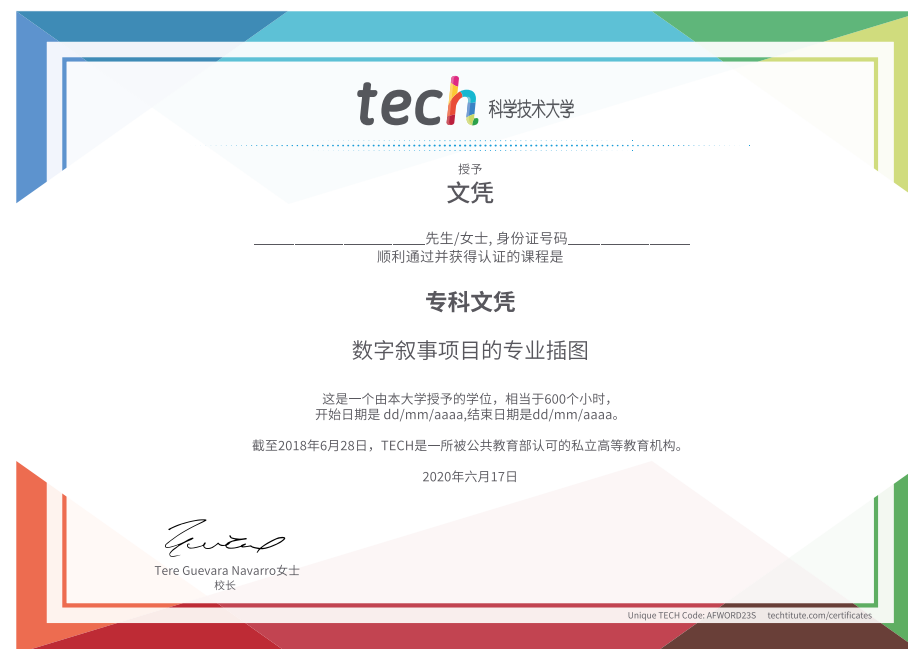 tech 科学技术大学
授予
文凭
____________________先生/女士, 身份证号码______________
顺利通过并获得认证的课程是
专科文凭
数字叙事项目的专业插图
这是一个由本大学授予的学位，相当于600个小时，
开始日期是 dd/mm/aaaa,结束日期是dd/mm/aaaa。
截至2018年6月28日，TECH是一所被公共教育部认可的私立高等教育机构。
2020年六月17日
Tere Guevara Navarro女士
校长
Unique TECH Code: AFWORD23S techtitute.com/certificates